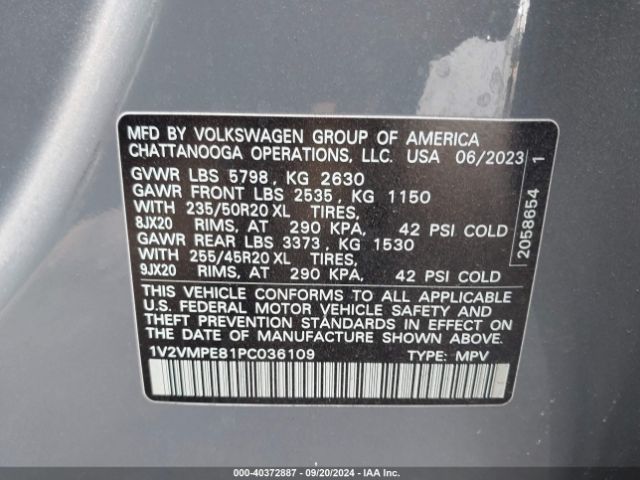 MFD BY VOLKSWAGEN GROUP OF AMERICA
CHATTANOOGA OPERATIONS, LLC. USA 06/2023
GVWR LBS 5798, KG 2630
GAWR FRONT LBS 2535, KG 1150
WITH 235/50R20 XL TIRES,
8JX20 RIMS, AT 290 KPA, 42 PSI COLD
GAWR REAR LBS 3373, KG 1530
WITH 255/45R20 XL TIRES,
9JX20 RIMS, AT 290 KPA, 42 PSI COLD
THIS VEHICLE CONFORMS TO ALL APPLICABLE
U.S. FEDERAL MOTOR VEHICLE SAFETY AND
THEFT PREVENTION STANDARDS IN EFFECT ON
THE DATE OF MANUFACTURE SHOWN ABOVE.
1V2VMPE81PC036109 TYPE: MPV
2058654 1
000-40372887 - 09/20/2024 - IAA Inc.